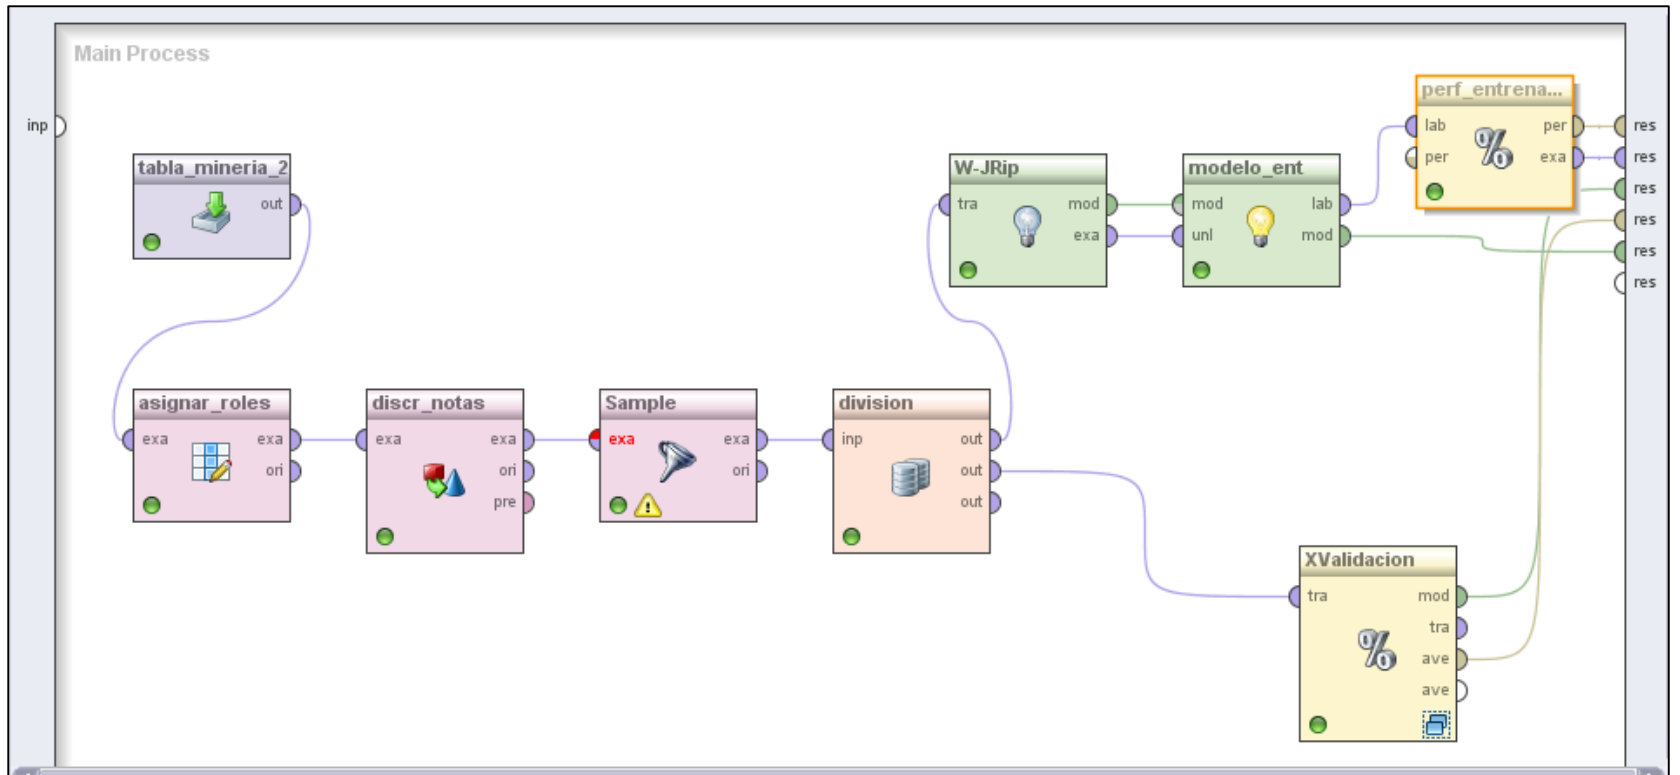 Main Process
inp
tabla_mineria_2
out
asignar_roles
exa exa
ori
discr_notas
exa exa
ori
pre
Sample
exa exa
ori
division
inp out
out
out
W-JRip
tra mod
exa
modelo_ent
mod lab
unl mod
perf_entrena...
lab per
per exa
XValidacion
tra mod
tra
ave
ave
res
res
res
res
res
res